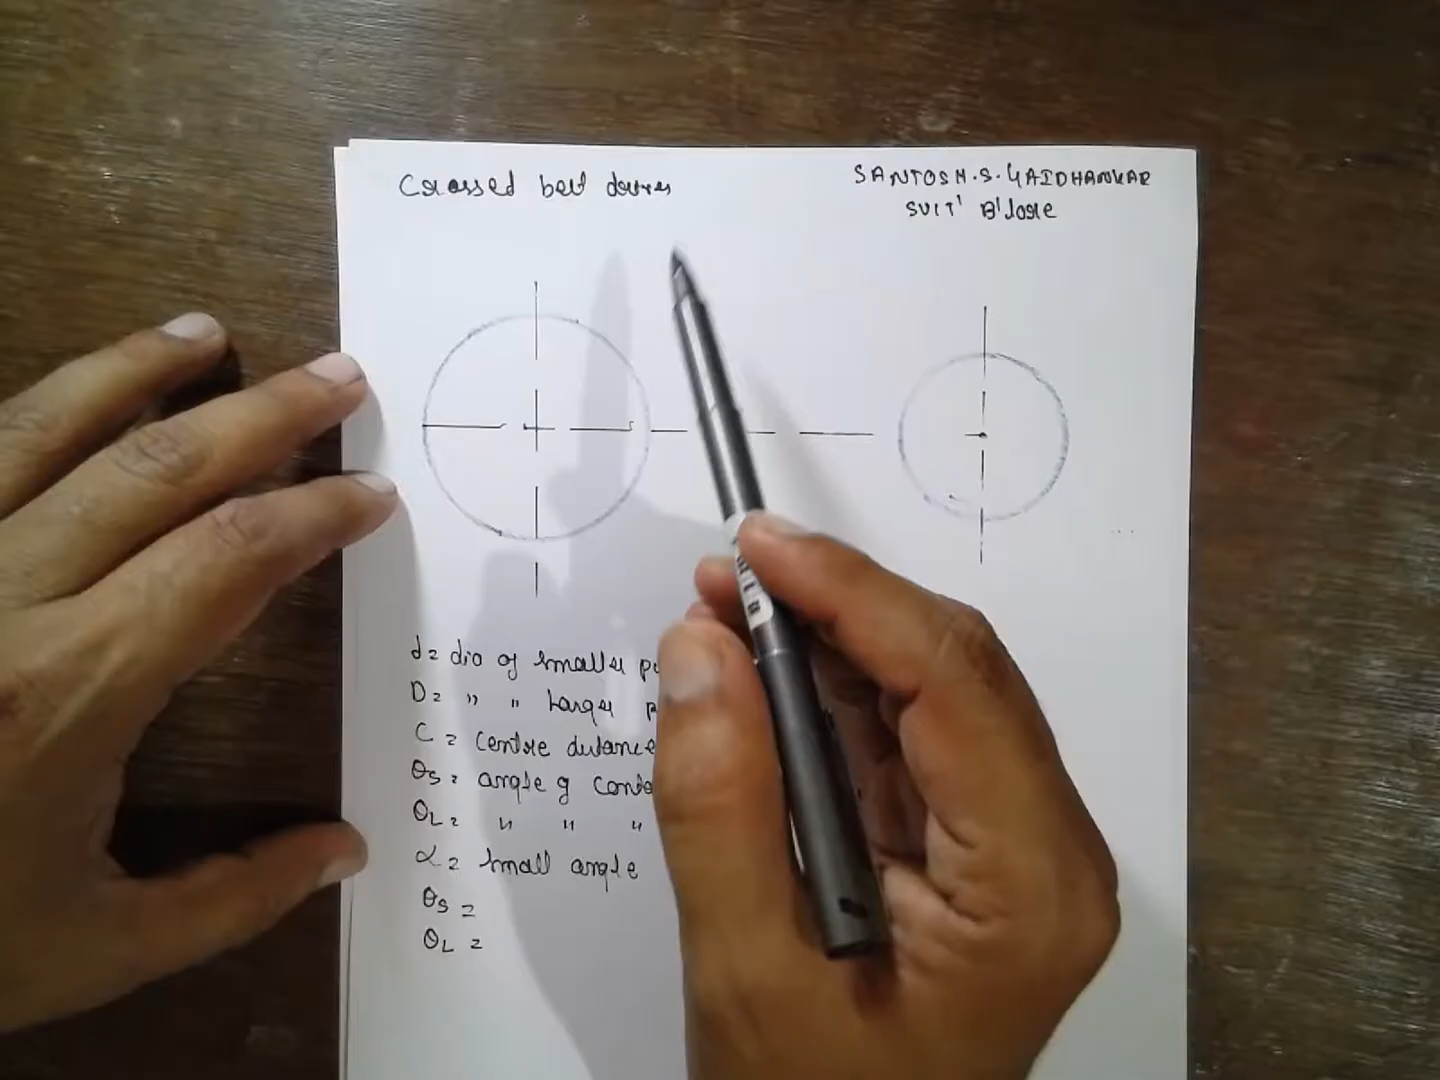 Crossed belt drives
SANTOSH.S.GAIDHANKAR
SVIT' B'lore
d = dia of smaller
D = " " Larger
C = Centre distance
θs = angle of
θL = " " "
α = small angle
θs =
θL =